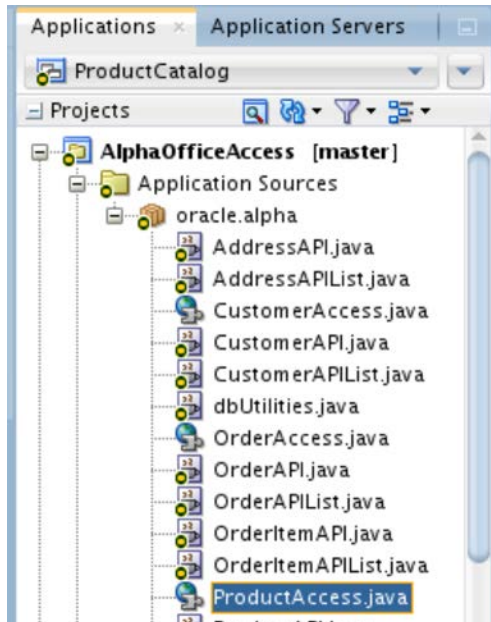 Applications Application Servers
ProductCatalog
Projects
AlphaOfficeAccess [master]
Application Sources
oracle.alpha
AddressAPI.java
AddressAPIList.java
CustomerAccess.java
CustomerAPI.java
CustomerAPIList.java
dbUtilities.java
OrderAccess.java
OrderAPI.java
OrderAPIList.java
OrderItemAPI.java
OrderItemAPIList.java
ProductAccess.java